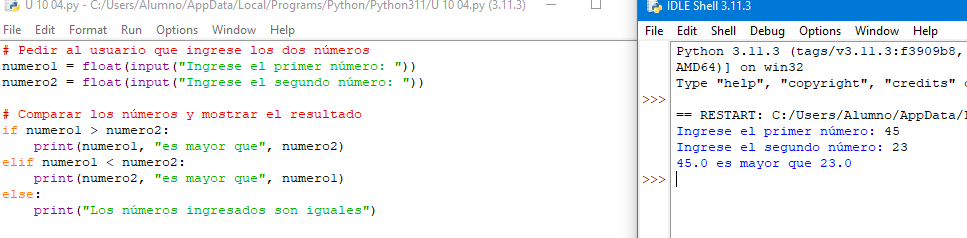 U 10 04.py - C:/Users/Alumno/AppData/Local/Programs/Python/Python311/U 10 04.py (3.11.3)
File Edit Format Run Options Window Help
# Pedir al usuario que ingrese los dos números
numero1 = float(input("Ingrese el primer número: "))
numero2 = float(input("Ingrese el segundo número: "))
# Comparar los números y mostrar el resultado
if numero1 > numero2:
    print(numero1, "es mayor que", numero2)
elif numero1 < numero2:
    print(numero2, "es mayor que", numero1)
else:
    print("Los números ingresados son iguales")
IDLE Shell 3.11.3
File Edit Shell Debug Options Window Help
Python 3.11.3 (tags/v3.11.3:f3909b8,
AMD64)] on win32
Type "help", "copyright", "credits"
>>>
== RESTART: C:/Users/Alumno/AppData/
Ingrese el primer número: 45
Ingrese el segundo número: 23
45.0 es mayor que 23.0
>>>